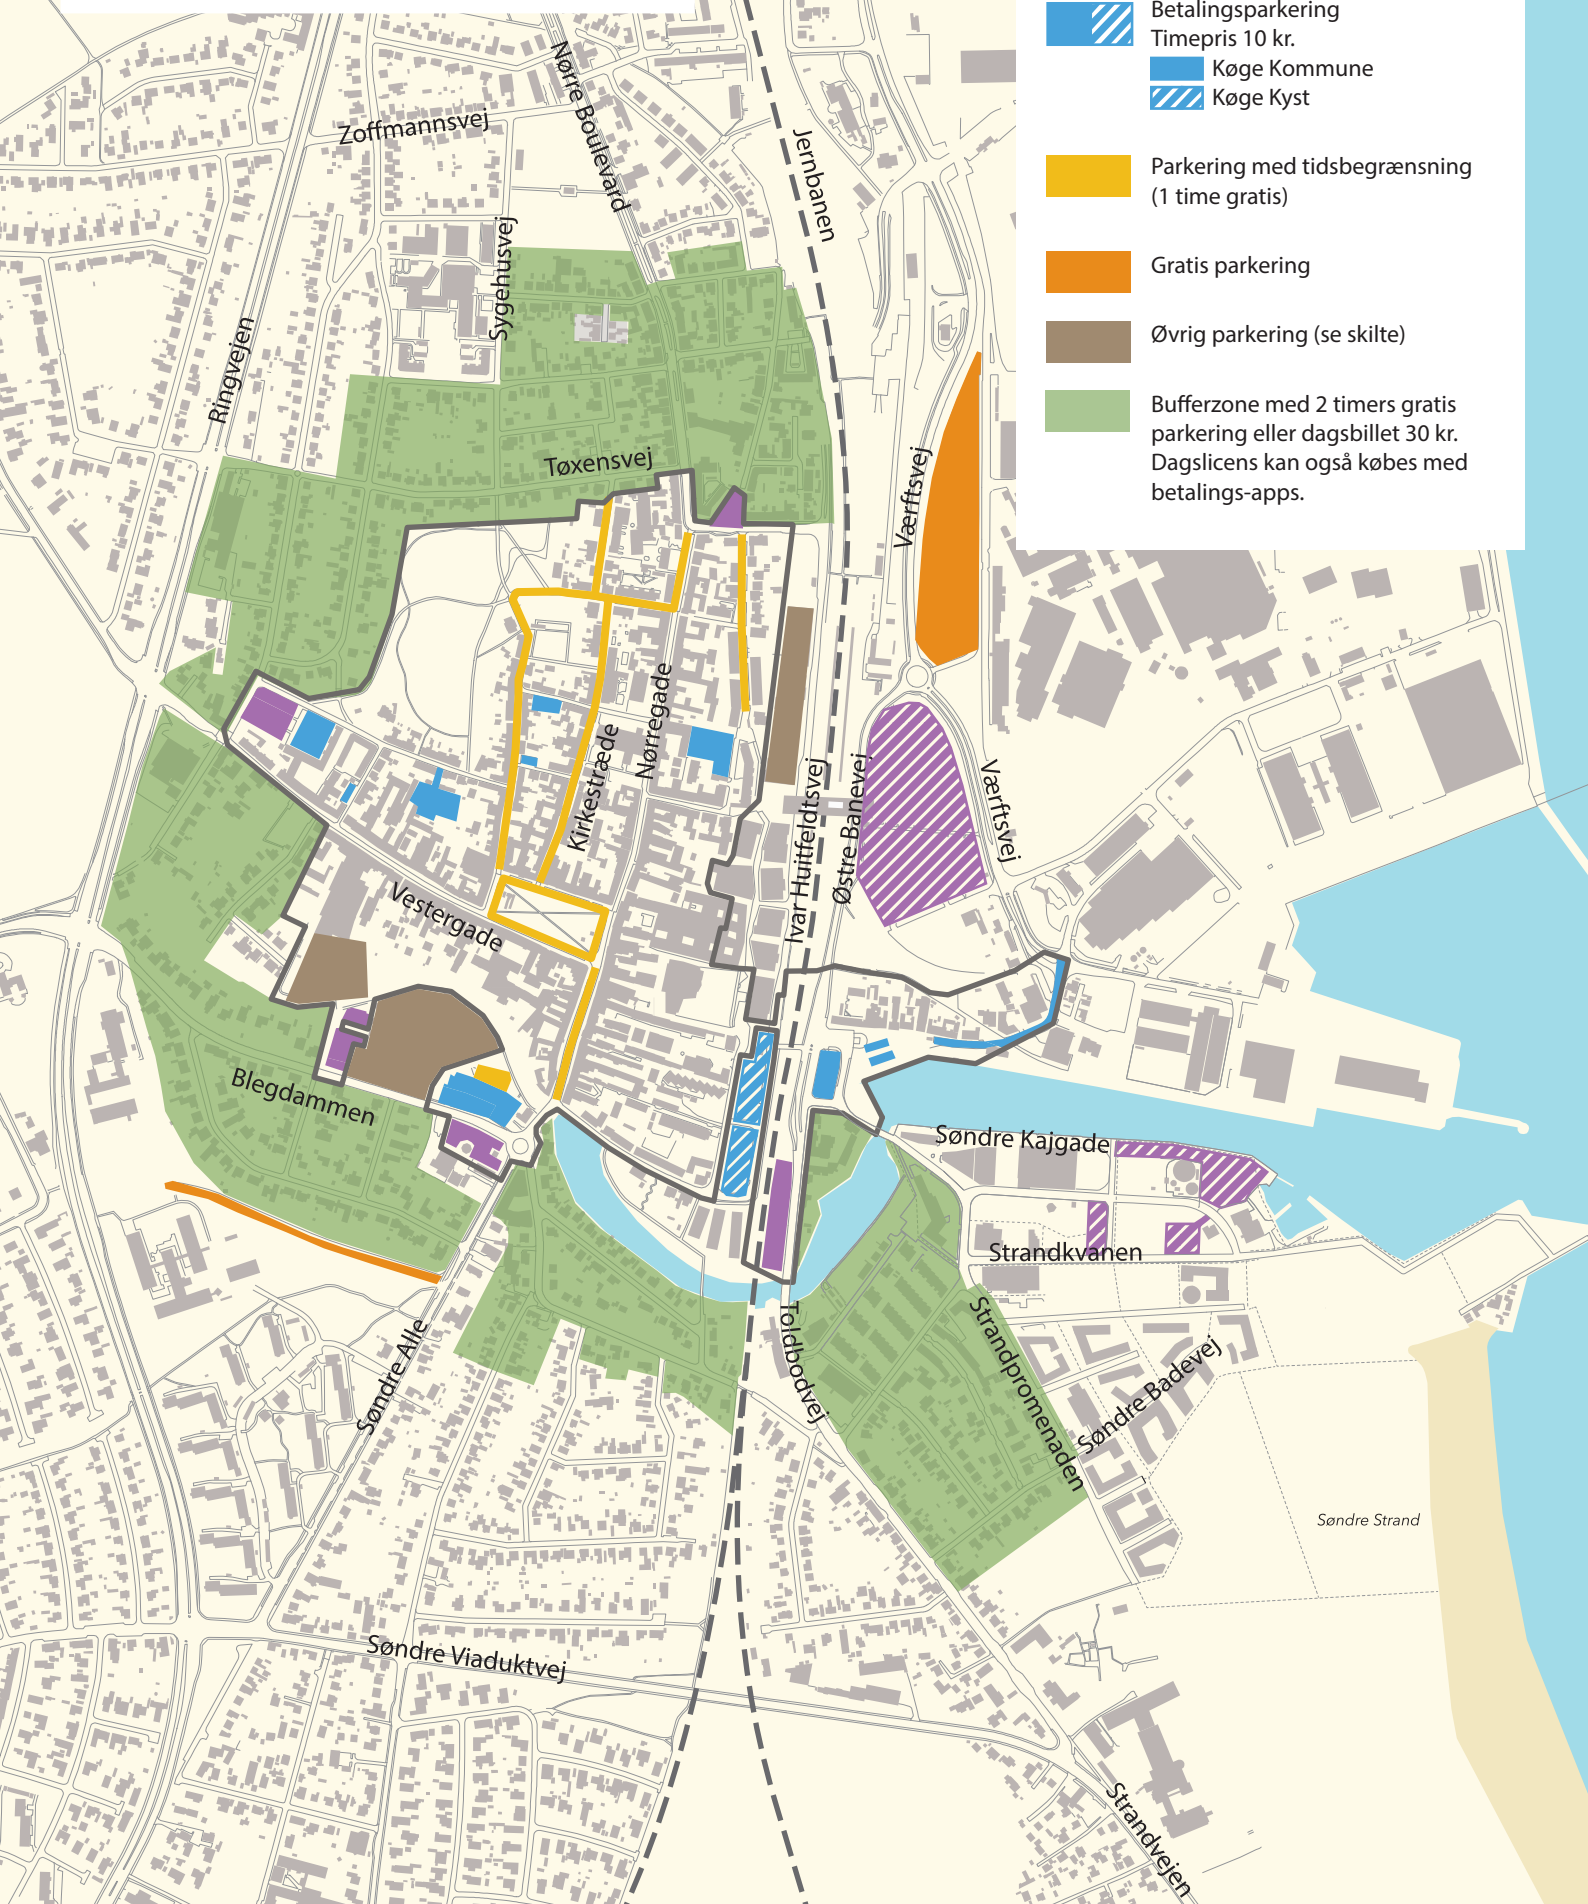 Betalingsparkering
Timepris 10 kr.
Køge Kommune
Køge Kyst
Parkering med tidsbegrænsning
(1 time gratis)
Gratis parkering
Øvrig parkering (se skilte)
Bufferzone med 2 timers gratis
parkering eller dagsbillet 30 kr.
Dagslicens kan også købes med
betalings-apps.
Nørre Boulevard
Zoffmannsvej
Jernbanen
Sygehusvej
Ringvejen
Tøxensvej
Værftsvej
Nørregade
Kirkestræde
Ivar Huitfeldtsvej
Østre Banevej
Værftsvej
Vestergade
Blegdammen
Søndre Kajgade
Strandkvanen
Søndre Alle
Toldbodvej
Strandpromenaden
Søndre Badevej
Søndre Strand
Søndre Viaduktvej
Strandvejen